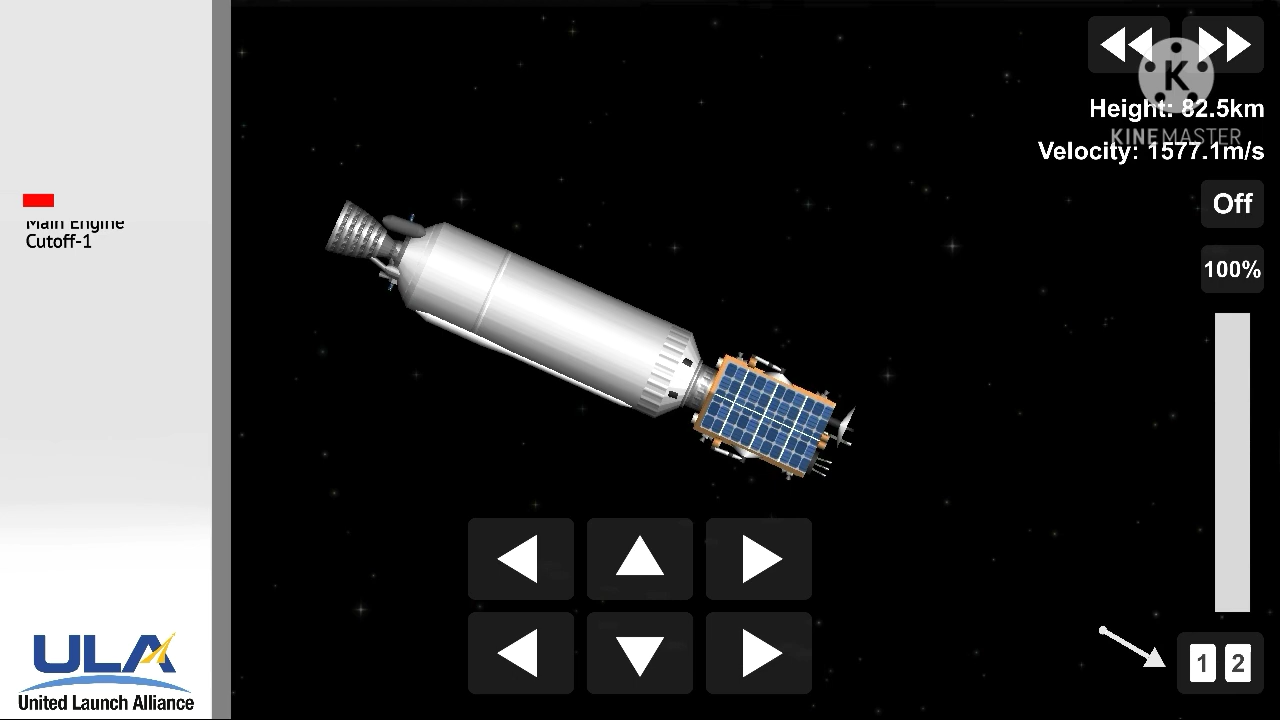 Height: 82.5km
KINEMASTER
Velocity: 1577.1m/s
Off
100%
Main Engine
Cutoff-1
1 2
ULA
United Launch Alliance
K